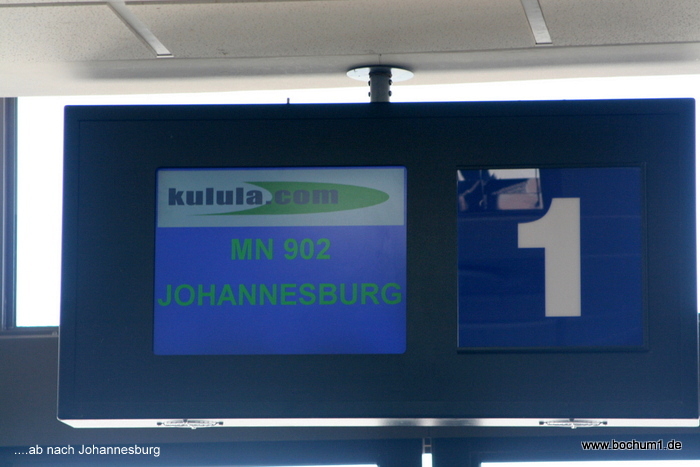 kulula.com
MN 902
JOHANNESBURG
1
....ab nach Johannesburg
www.bochum1.de